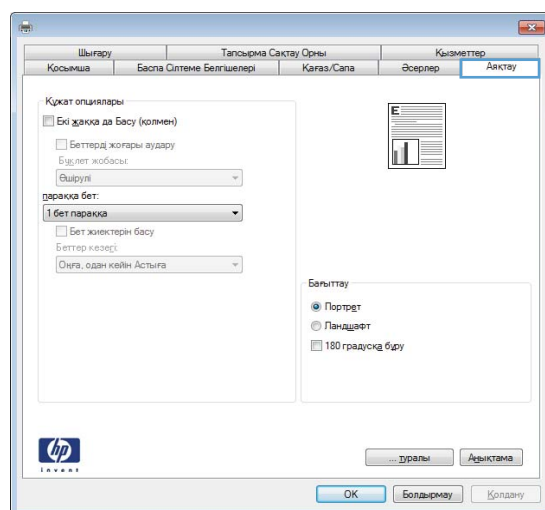 Шығару
Тапсырма Сақтау Орны
Қызметтер
Қосымша
Баспа Сілтеме Белгішелері
Қағаз/Сапа
Әсерлер
Аяқтау
Құжат опциялары
Екі жаққа да Басу (қолмен)
Беттерді жоғары аудару
Буклет жобасы:
Өшірулі
параққа бет:
1 бет параққа
Бет жиектерін басу
Беттер кезегі:
Оңға, одан кейін Астыға
E
Бағыттау
Портрет
Ландшафт
180 градусқа бұру
hp
invent
... туралы
Анықтама
OK
Болдырмау
Қолдану